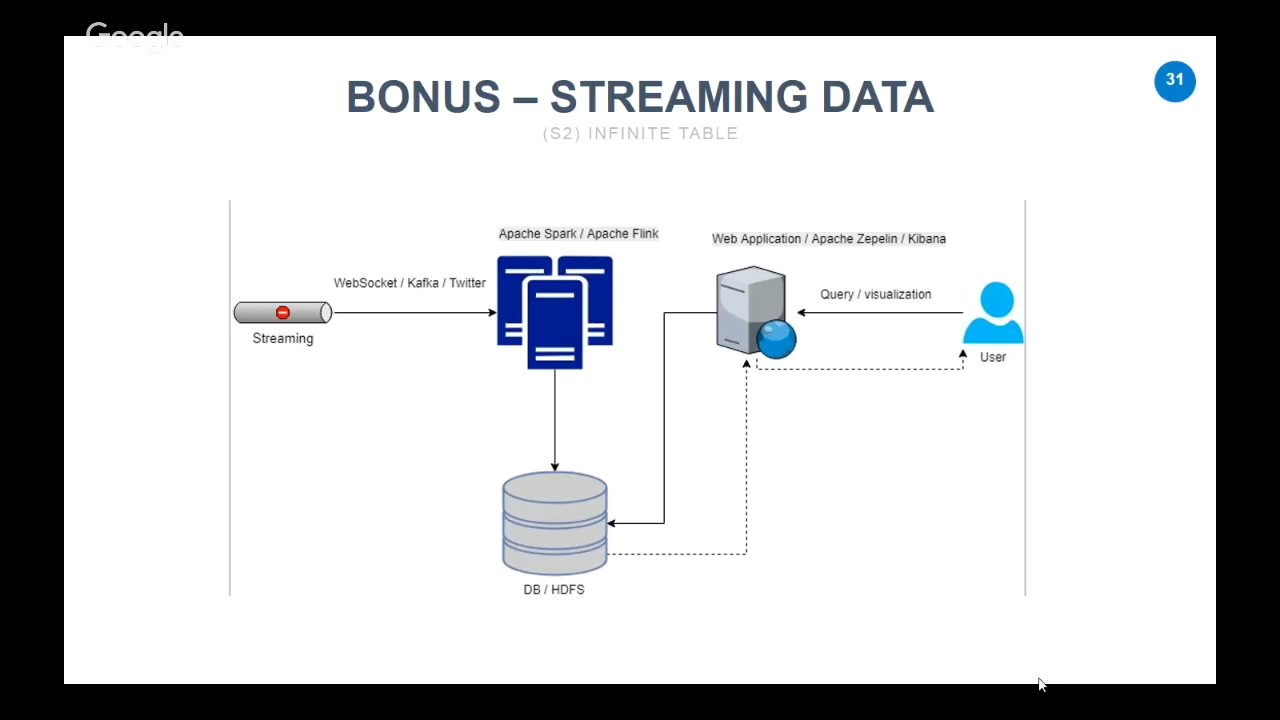 Google
BONUS – STREAMING DATA
31
(S2) INFINITE TABLE
Apache Spark / Apache Flink
Web Application / Apache Zepelin / Kibana
WebSocket / Kafka / Twitter
Query / visualization
Streaming
User
DB / HDFS